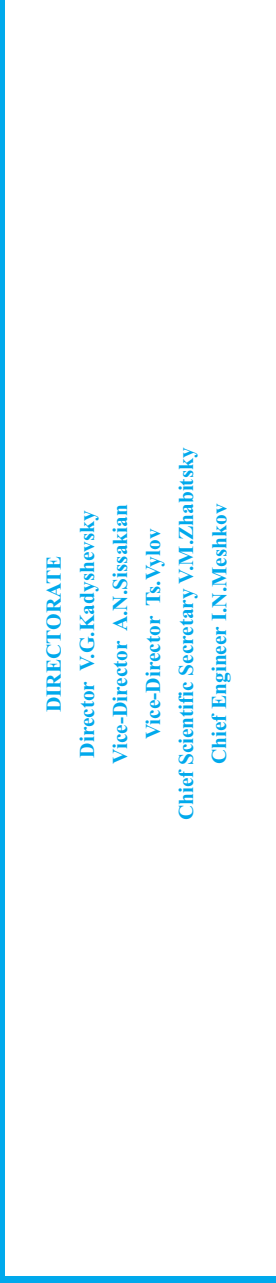 DIRECTORATE
Director V.G.Kadyshevsky
Vice-Director A.N.Sissakian
Vice-Director Ts.Vylov
Chief Scientific Secretary V.M.Zhabitsky
Chief Engineer I.N.Meshkov